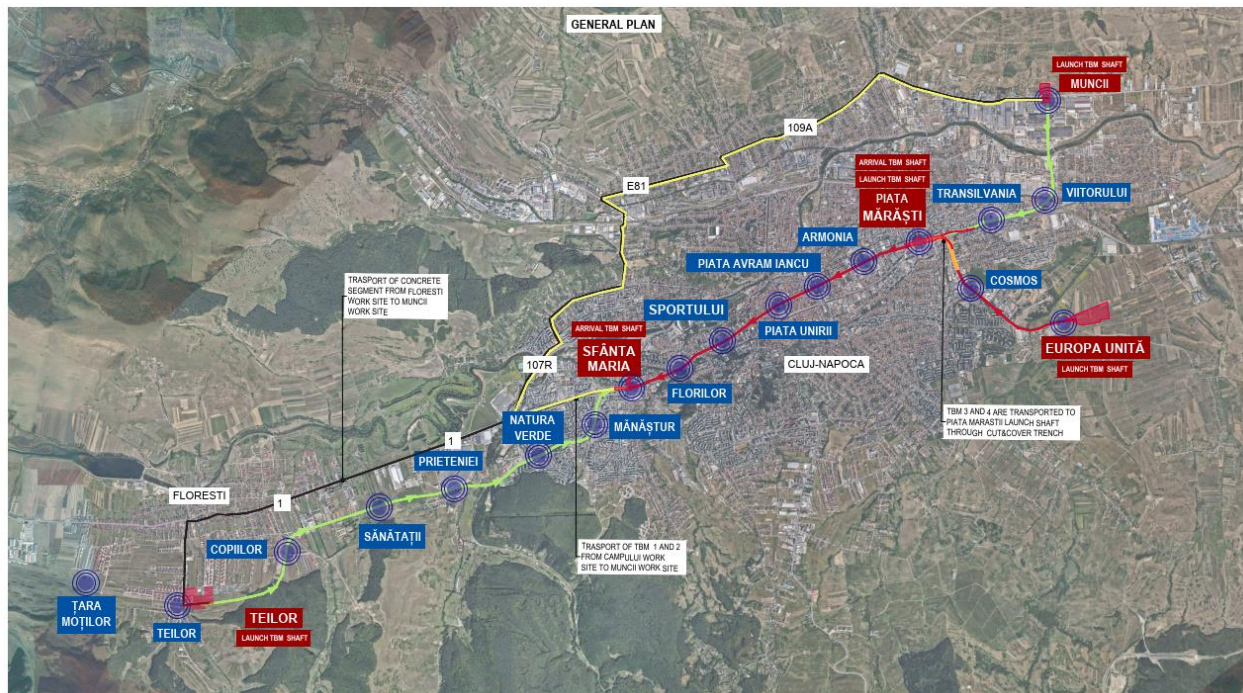 GENERAL PLAN
LAUNCH TBM SHAFT
MUNCII
109A
E81
ARRIVAL TBM SHAFT
LAUNCH TBM SHAFT
PIATA
MĂRĂȘTI
TRANSILVANIA
VIITORULUI
ARMONIA
PIATA AVRAM IANCU
COSMOS
TRASPORT OF CONCRETE
SEGMENT FROM FLORESTI
WORK SITE TO MUNCII
WORK SITE
SPORTULUI
PIATA UNIRII
EUROPA UNITĂ
LAUNCH TBM SHAFT
ARRIVAL TBM SHAFT
SFÂNTA
MARIA
107R
FLORILOR
CLUJ-NAPOCA
TBM 3 AND 4 ARE TRANSPORTED TO
PIATA MARASTII LAUNCH SHAFT
THROUGH CUT&COVER TRENCH
NATURA
VERDE
MĂNĂȘTUR
1
PRIETENIEI
FLORESTI
1
SĂNĂTAȚII
COPIILOR
TRASPORT OF TBM 1 AND 2
FROM CAMPULUI WORK
SITE TO MUNCII WORK SITE
ȚARA
MOȚILOR
TEILOR
TEILOR
LAUNCH TBM SHAFT